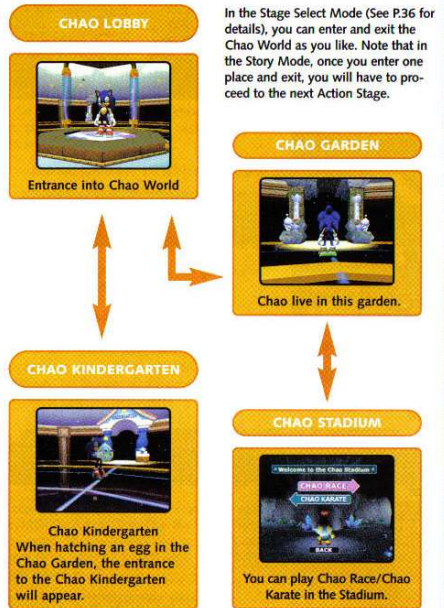 CHAO LOBBY
Entrance into Chao World
In the Stage Select Mode (See P.36 for
details), you can enter and exit the
Chao World as you like. Note that in
the Story Mode, once you enter one
place and exit, you will have to pro-
ceed to the next Action Stage.
CHAO GARDEN
Chao live in this garden.
CHAO KINDERGARTEN
Chao Kindergarten
When hatching an egg in the
Chao Garden, the entrance
to the Chao Kindergarten
will appear.
CHAO STADIUM
Welcome to the Chao Stadium
CHAO RACE
CHAO KARATE
BACK
You can play Chao Race/Chao
Karate in the Stadium.